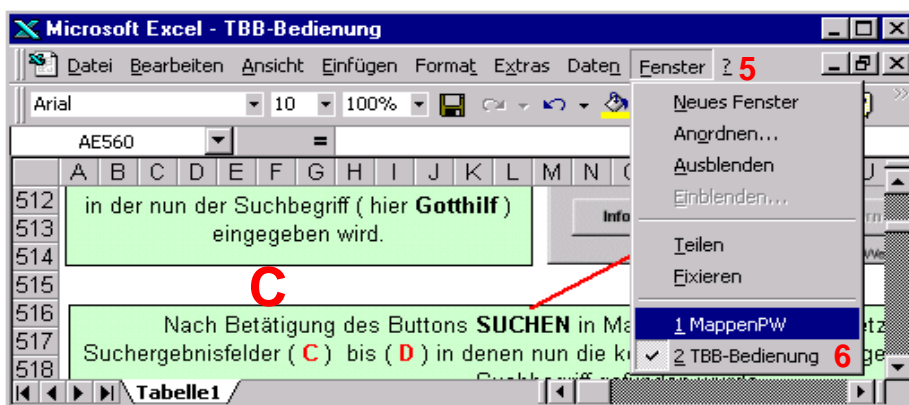 Microsoft Excel - TBB-Bedienung
Datei Bearbeiten Ansicht Einfügen Format Extras Daten Fenster ? 5
Arial 10 100%
AE560 =
A B C D E F G H I J K L M N U
Neues Fenster
Anordnen...
Ausblenden
Einblenden...
Teilen
Fixieren
1 MappenPW
✓ 2 TBB-Bedienung 6
512 in der nun der Suchbegriff ( hier Gotthilf )
513 eingegeben wird.
514
515
C
516
517 Nach Betätigung des Buttons SUCHEN in
518 Suchergebnisfelder ( C ) bis ( D ) in denen nun die
Info
Tabelle1